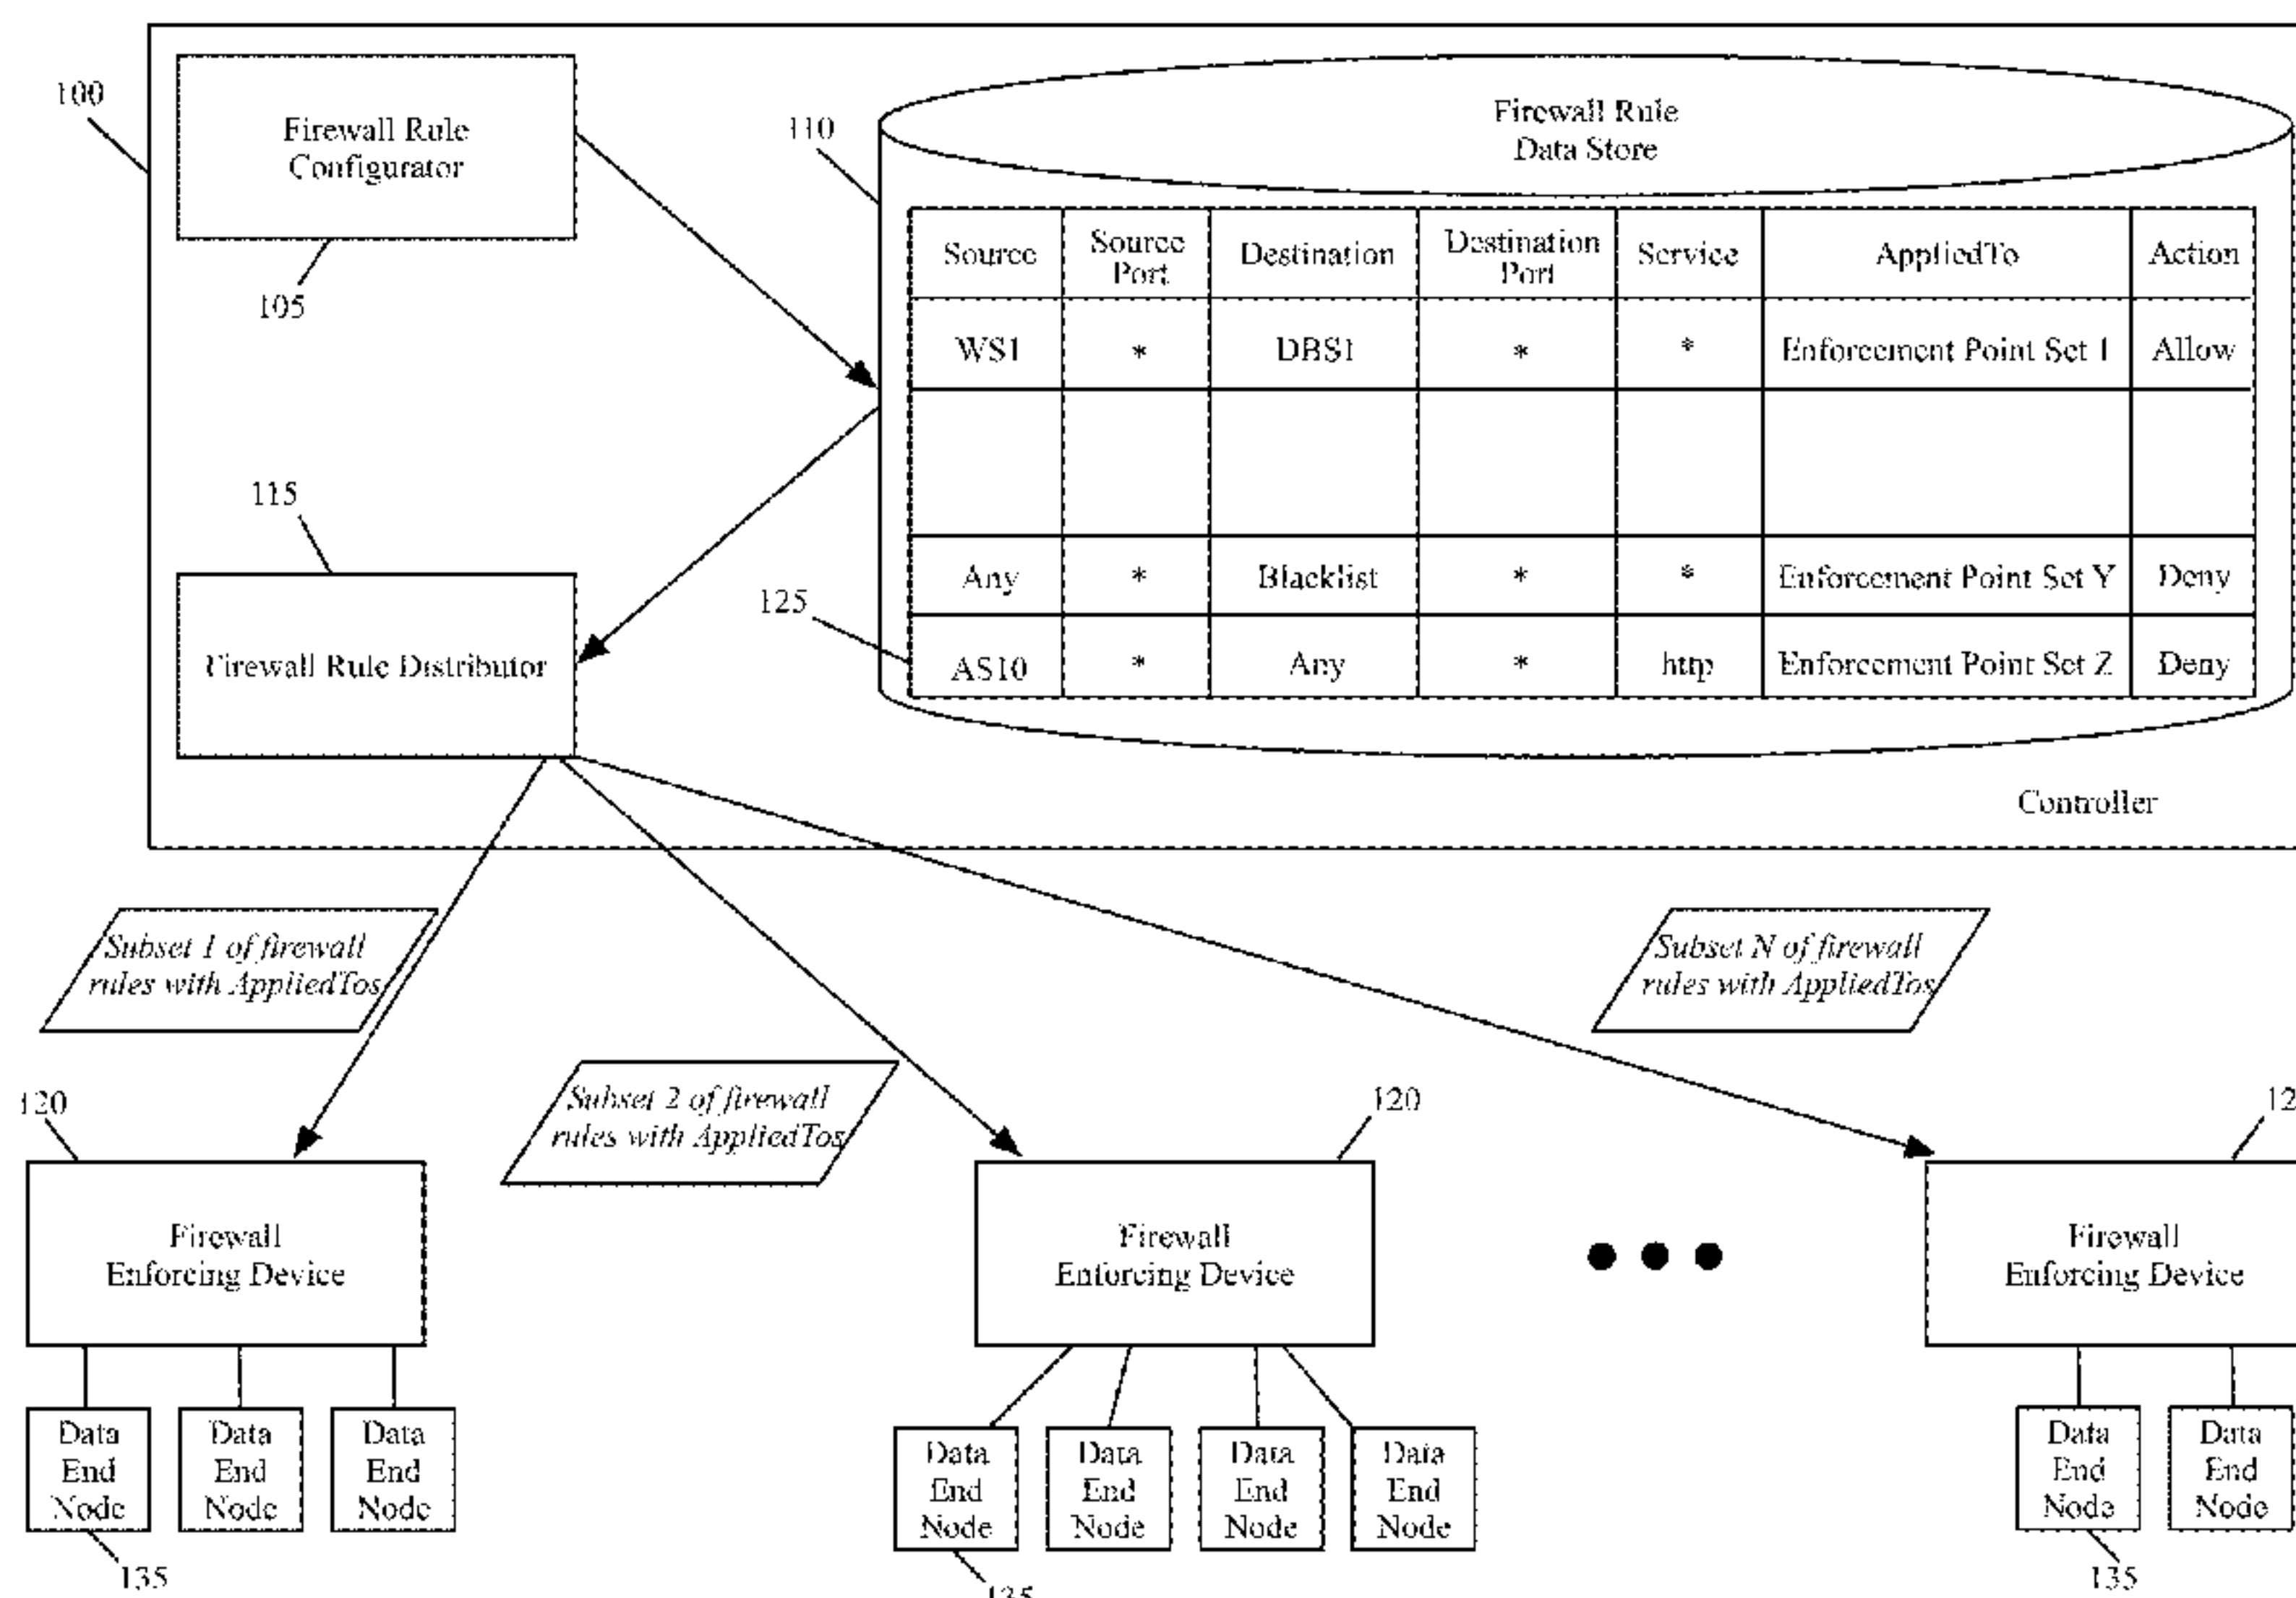 100
Firewall Rule
Configurator
105
110
Firewall Rule
Data Store
Source
Source
Port
Destination
Destination
Port
Service
AppliedTo
Action
WS1 * DBS1 * * Enforcement Point Set 1 Allow
Any * Blacklist * * Enforcement Point Set Y Deny
125
AS10 * Any * http Enforcement Point Set Z Deny
115
Firewall Rule Distributor
Controller
Subset 1 of firewall
rules with AppliedTos
Subset 2 of firewall
rules with AppliedTos
Subset N of firewall
rules with AppliedTos
120
Firewall
Enforcing Device
120
Firewall
Enforcing Device
12
Firewall
Enforcing Device
Data
End
Node
Data
End
Node
Data
End
Node
135
Data
End
Node
Data
End
Node
Data
End
Node
Data
End
Node
135
Data
End
Node
Data
End
Node
135